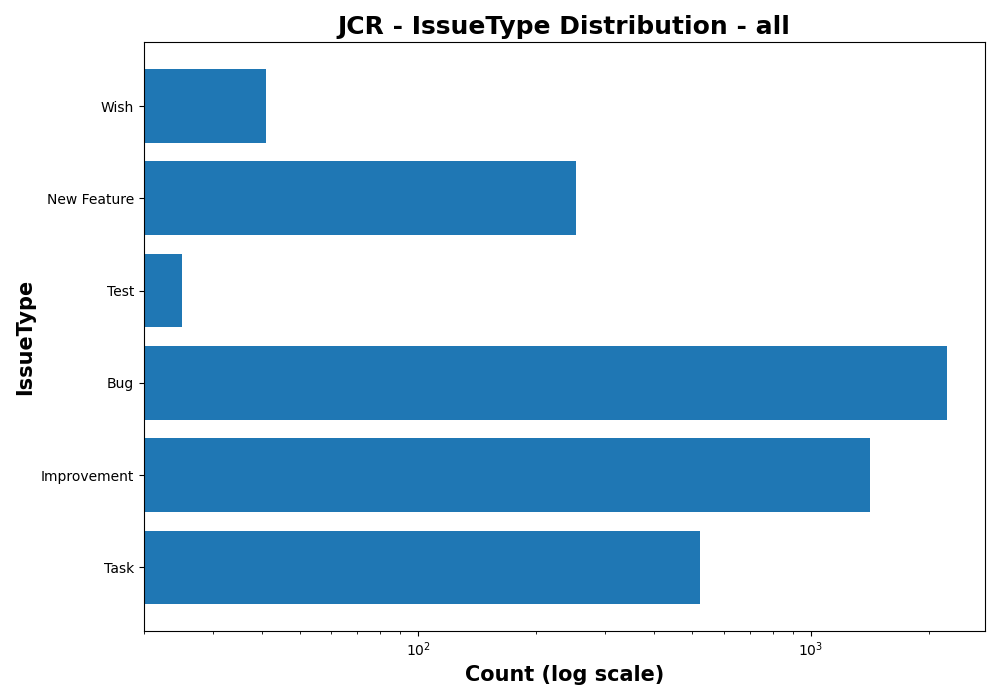 JCR - IssueType Distribution - all
IssueType
Wish
New Feature
Test
Bug
Improvement
Task
10²
10³
Count (log scale)